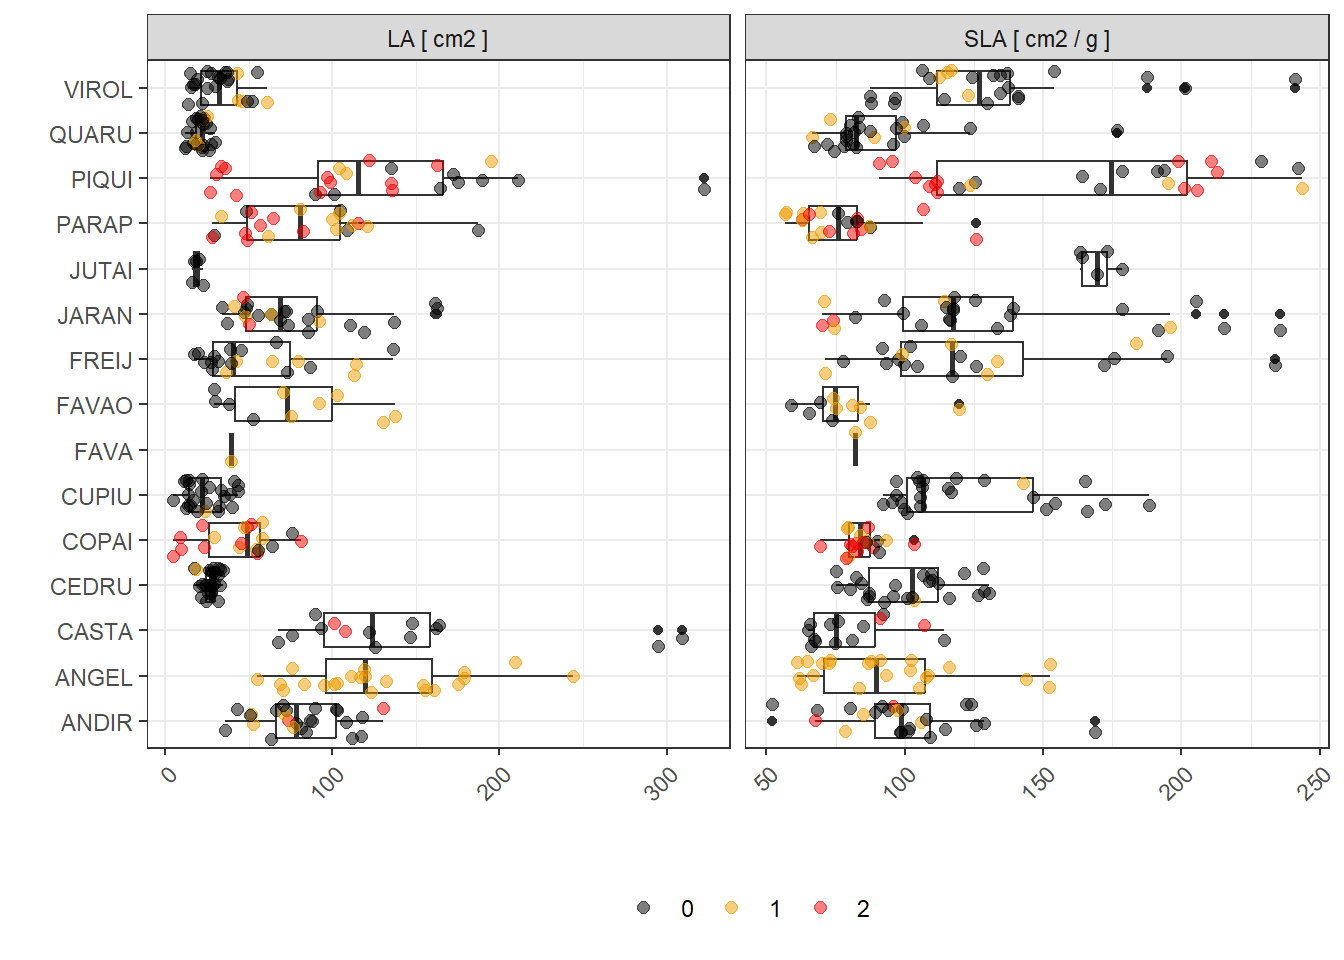 LA [ cm2 ]
SLA [ cm2 / g ]
VIROL
QUARU
PIQUI
PARAP
JUTAI
JARAN
FREIJ
FAVAO
FAVA
CUPIU
COPAI
CEDRU
CASTA
ANGEL
ANDIR
0 100 200 300
50 100 150 200 250
0 1 2